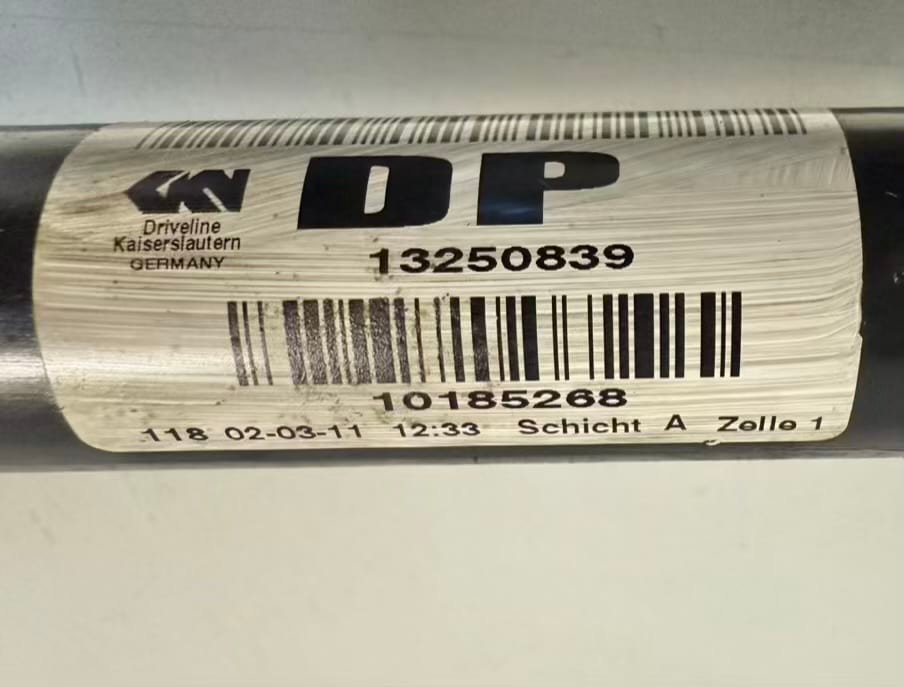 GKN DP
Driveline
Kaiserslautern
GERMANY
13250839
10185268
118 02-03-11 12:33 Schicht A Zelle 1